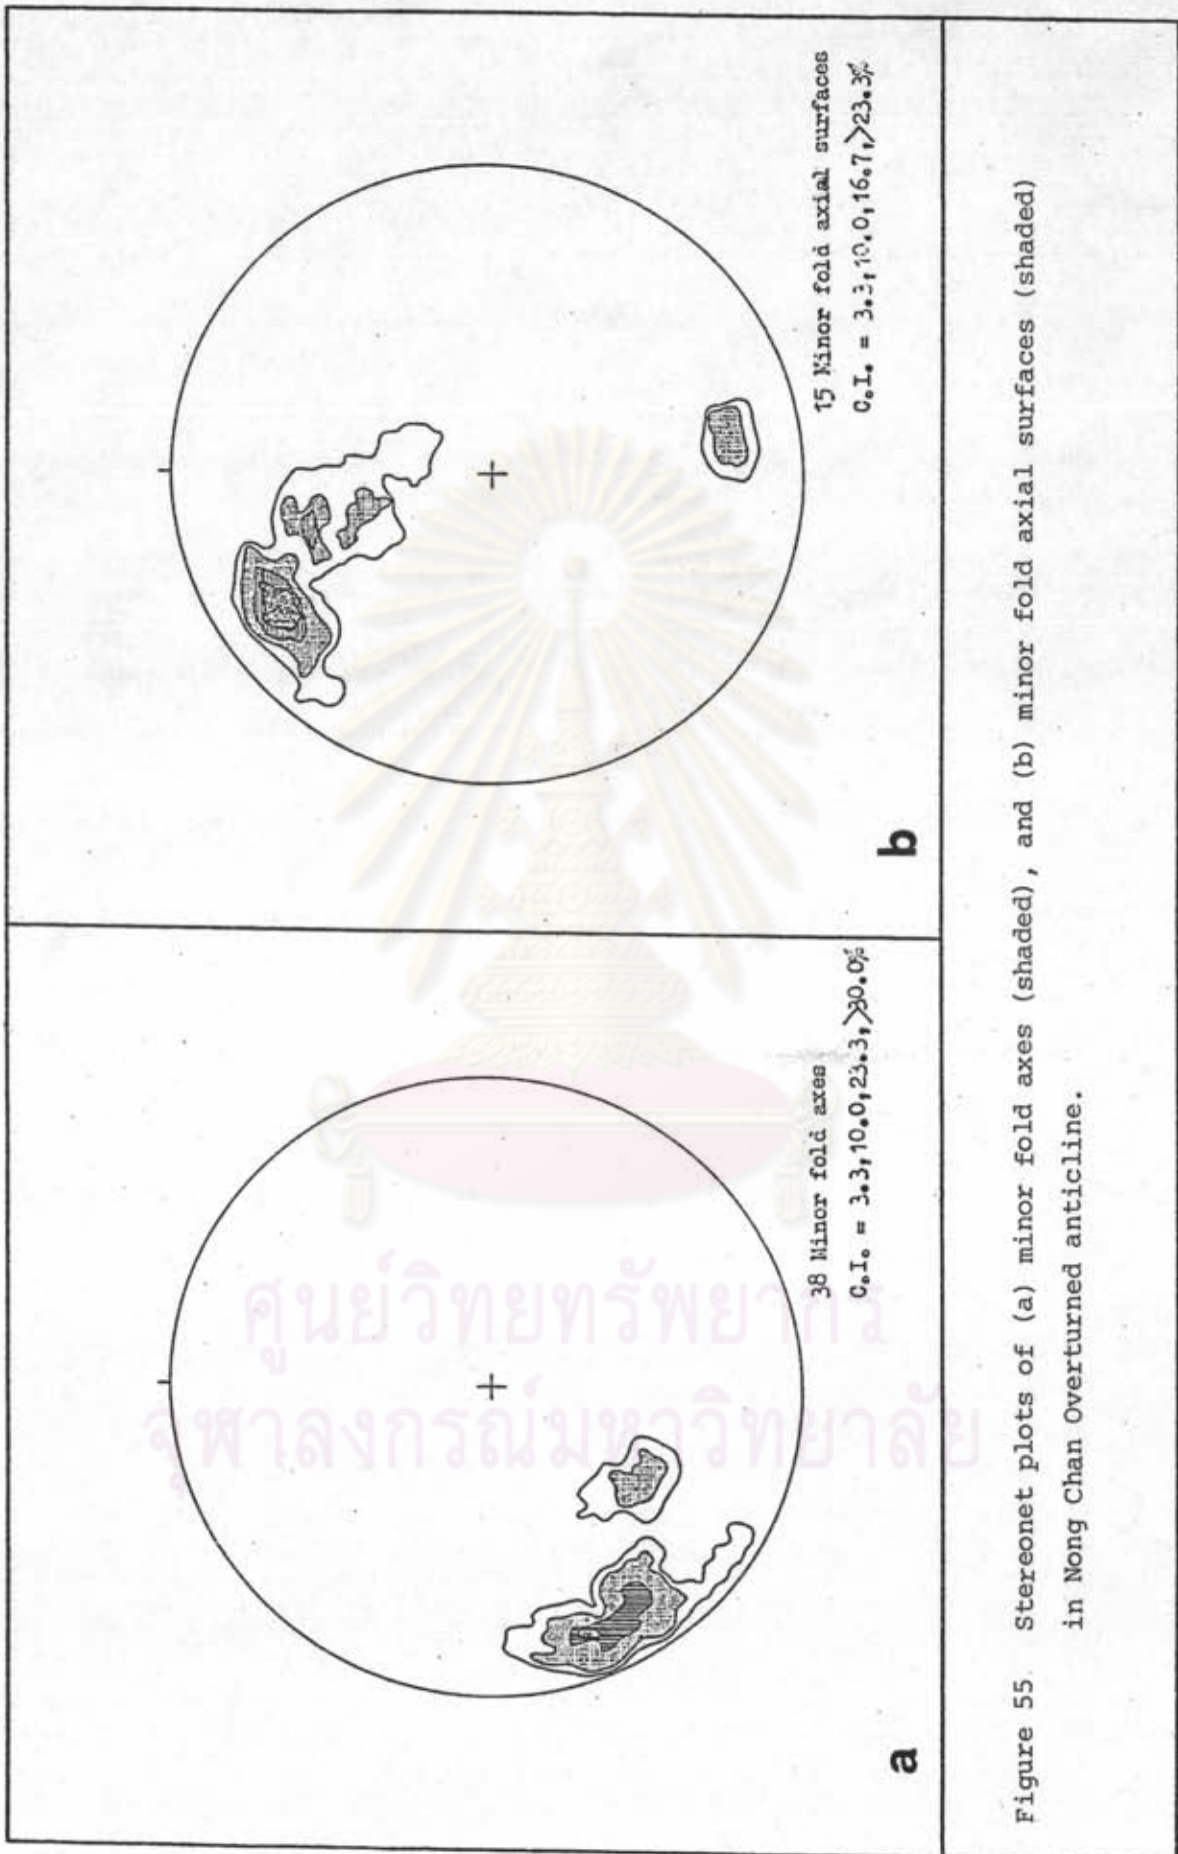 a
38 Minor fold axes
C.I. = 3.3,10.0,23.3,>30.0%
b
15 Minor fold axial surfaces
C.I. = 3.3,10.0,16.7,>23.3%
Figure 55 Stereonet plots of (a) minor fold axes (shaded), and (b) minor fold axial surfaces (shaded)
in Nong Chan Overturned anticline.
ศูนย์วิทยทรัพยากร
จุฬาลงกรณ์มหาวิทยาลัย